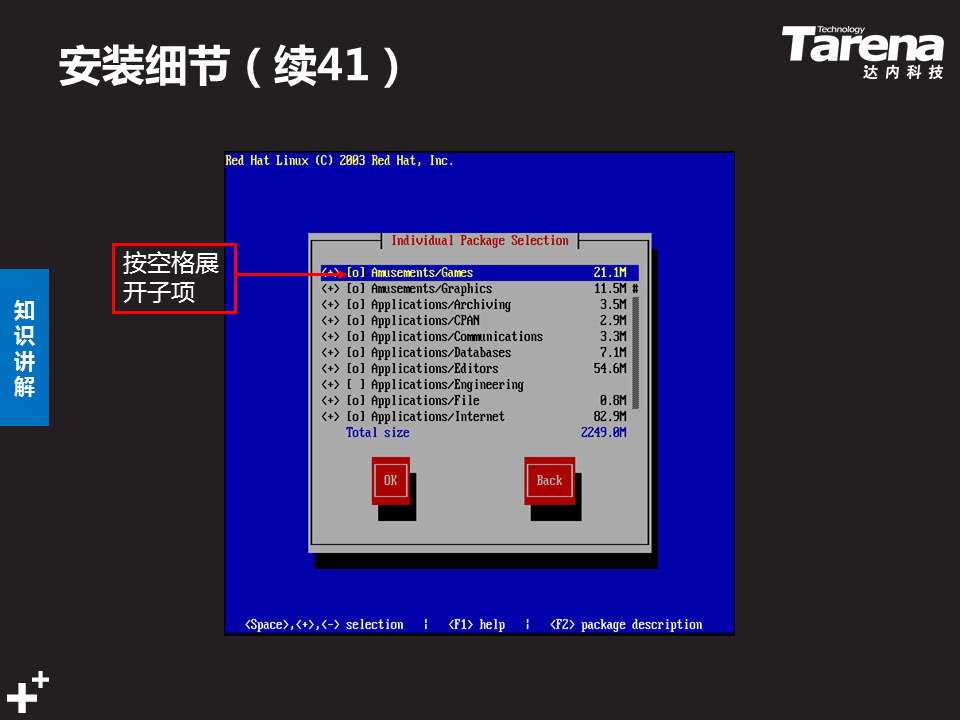 安装细节（续41）
Technology
Tarena
达内科技
Red Hat Linux (C) 2003 Red Hat, Inc.
Individual Package Selection
按空格展
开子项
<+> [o] Amusements/Games 21.1M
<+> [o] Amusements/Graphics 11.5M #
<+> [o] Applications/Archiving 3.5M
<+> [o] Applications/CPAN 2.9M
<+> [o] Applications/Communications 3.3M
<+> [o] Applications/Databases 7.1M
<+> [o] Applications/Editors 54.6M
<+> [ ] Applications/Engineering
<+> [o] Applications/File 0.8M
<+> [o] Applications/Internet 82.9M
Total size 2249.0M
OK Back
<Space>,<+>,<-> selection | <F1> help | <F2> package description
知
识
讲
解